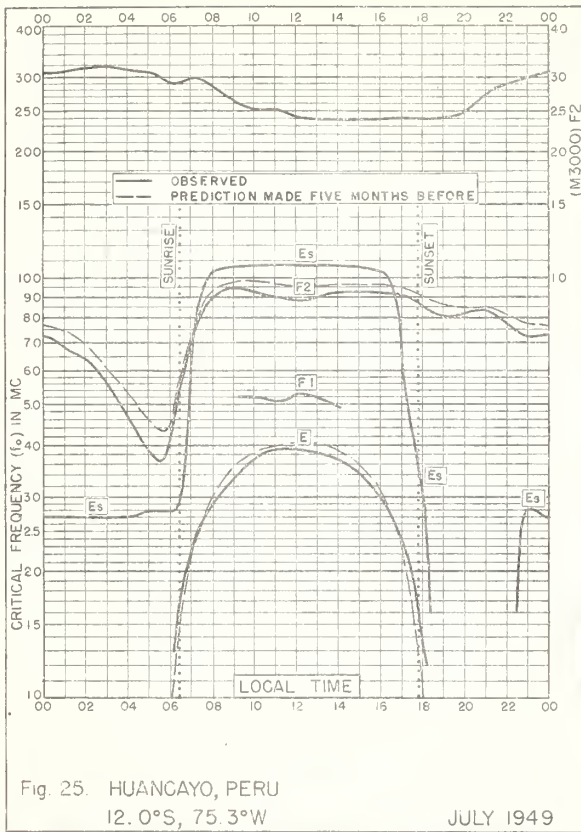 00 02 04 06 08 10 12 14 16 18 20 22 00
400
300
250
200
150
100
90
80
70
60
50
40
30
25
20
15
10
CRITICAL FREQUENCY (fo) IN MC
40
30
25
20
15
10
(M3000) F2
OBSERVED
PREDICTION MADE FIVE MONTHS BEFORE
SUNRISE
SUNSET
Es
F2
F1
E
Es
Es
Es
LOCAL TIME
00 02 04 06 08 10 12 14 16 18 20 22 00
Fig. 25. HUANCAYO, PERU
12.0°S, 75.3°W JULY 1949